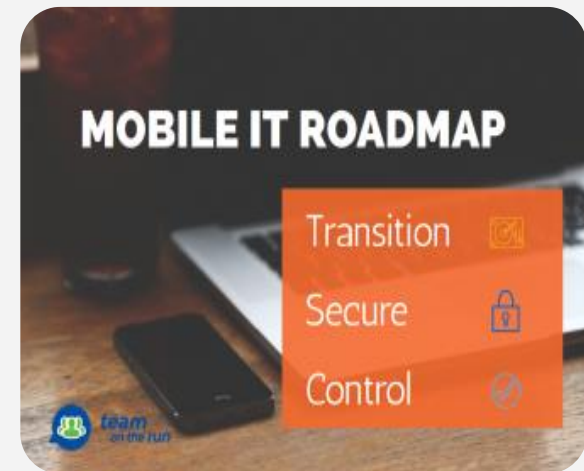 MOBILE IT ROADMAP
Transition
Secure
Control
team
on the run